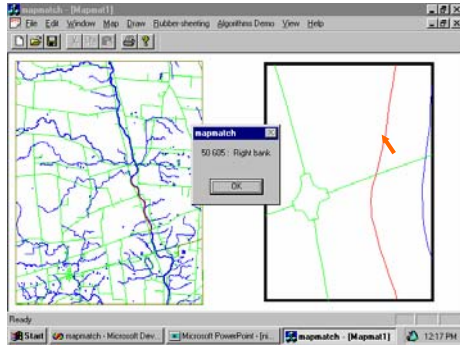 mapmatch - [Mapmat1]
File Edit Window Map Draw Rubber-sheeting Algorithms Demo View Help
mapmatch
50 605 : Right bank
OK
Ready
Start mapmatch - Microsoft Dev... Microsoft PowerPoint - [ni... mapmatch - [Mapmat1] 12:17 PM